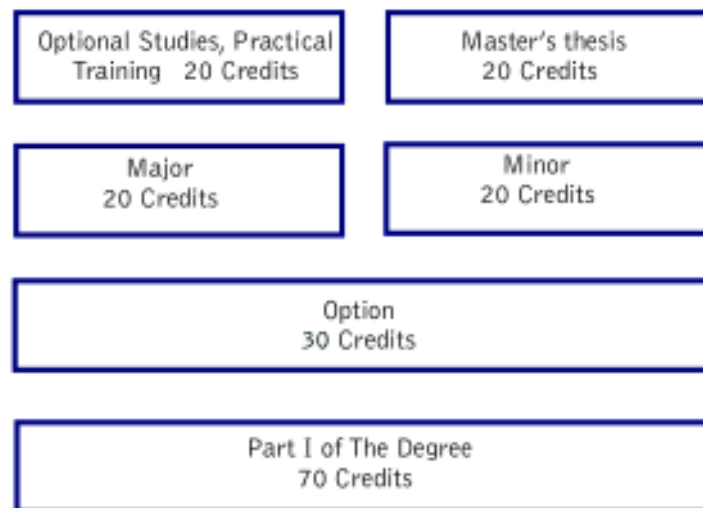 Optional Studies, Practical
Training 20 Credits
Master's thesis
20 Credits
Major
20 Credits
Minor
20 Credits
Option
30 Credits
Part I of The Degree
70 Credits